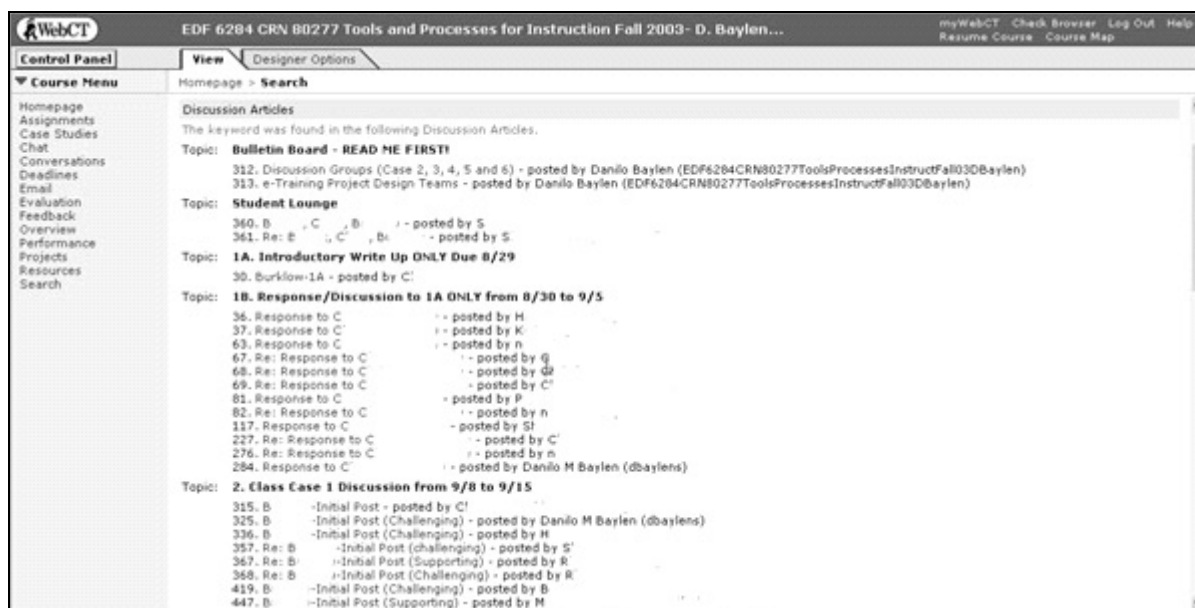 WebCT
EDF 6284 CRN 80277 Tools and Processes for Instruction Fall 2003- D. Baylen...
myWebCT Check Browser Log Out Help
Resume Course Course Map
Control Panel
View Designer Options
Course Menu
Homepage > Search
Homepage
Assignments
Case Studies
Chat
Conversations
Deadlines
Email
Evaluation
Feedback
Overview
Performance
Projects
Resources
Search
Discussion Articles
The keyword was found in the following Discussion Articles.
Topic: Bulletin Board - READ ME FIRST!
312. Discussion Groups (Case 2, 3, 4, 5 and 6) - posted by Danilo Baylen (EDF6284CRN80277ToolsProcessesInstructFall03DBaylen)
313. e-Training Project Design Teams - posted by Danilo Baylen (EDF6284CRN80277ToolsProcessesInstructFall03DBaylen)
Topic: Student Lounge
360. B , C , B - posted by S
361. Re: B , C , B - posted by S
Topic: 1A. Introductory Write Up ONLY Due 8/29
30. Burklow-1A - posted by C
Topic: 1B. Response/Discussion to 1A ONLY from 8/30 to 9/5
36. Response to C - posted by H
37. Response to C - posted by K
63. Response to C - posted by n
67. Re: Response to C - posted by
68. Re: Response to C - posted by
69. Re: Response to C - posted by C
81. Response to C - posted by P
82. Re: Response to C - posted by n
117. Response to C - posted by S
227. Re: Response to C - posted by C
276. Re: Response to C - posted by n
284. Response to C - posted by Danilo M Baylen (dbaylens)
Topic: 2. Class Case 1 Discussion from 9/8 to 9/15
315. B -Initial Post - posted by C
325. B -Initial Post (Challenging) - posted by Danilo M Baylen (dbaylens)
336. B -Initial Post (Challenging) - posted by H
357. Re: B -Initial Post (challenging) - posted by S
367. Re: B -Initial Post (Supporting) - posted by R
368. Re: B -Initial Post (Challenging) - posted by R
419. B -Initial Post (Challenging) - posted by B
447. B -Initial Post (Supporting) - posted by M